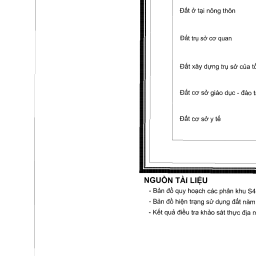 Đất ở tại nông thôn
Đất trụ sở cơ quan
Đất xây dựng trụ sở của
Đất cơ sở giáo dục - đào
Đất cơ sở y tế
NGUỒN TÀI LIỆU
- Bản đồ quy hoạch các phân khu
- Bản đồ hiện trạng sử dụng đất năm
- Kết quả điều tra khảo sát thực địa